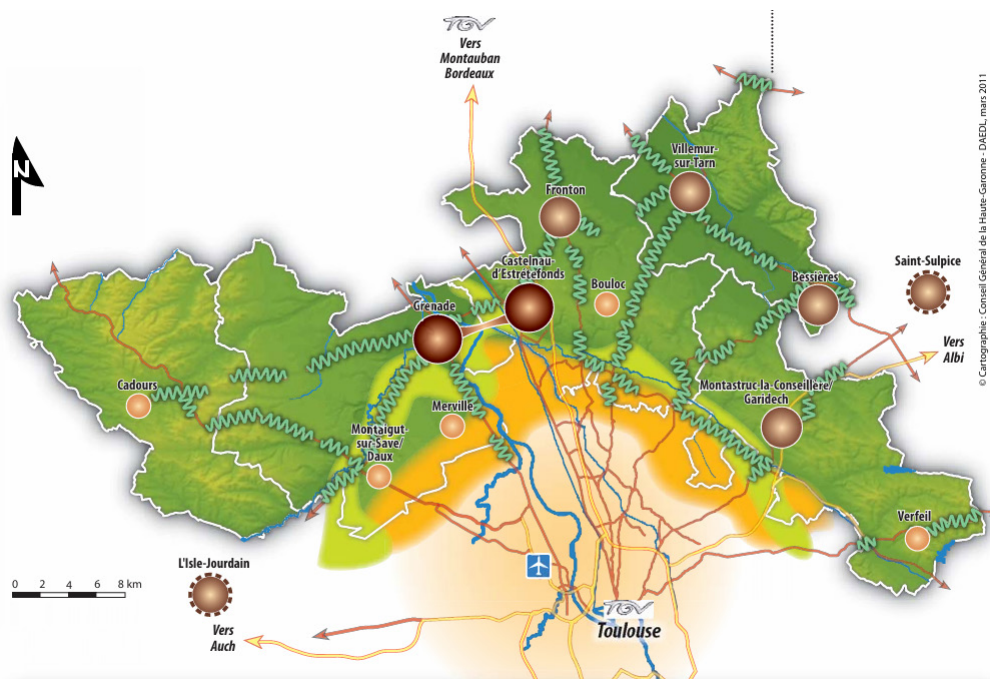 TGV
Vers
Montauban
Bordeaux
© Cartographie : Conseil Général de la Haute-Garonne - DAEDL, mars 2011
N
Villemur-
sur-Tarn
Fronton
Castelnau-
d'Estretefonds
Bouloc
Bessières
Saint-Sulpice
Grenade
Vers
Albi
Cadours
Merville
Montastruc-la-Conseillère/
Garidech
Montaigut-
sur-Save/
Daux
Verfeil
L'Isle-Jourdain
0 2 4 6 8 km
TGV
Toulouse
Vers
Auch